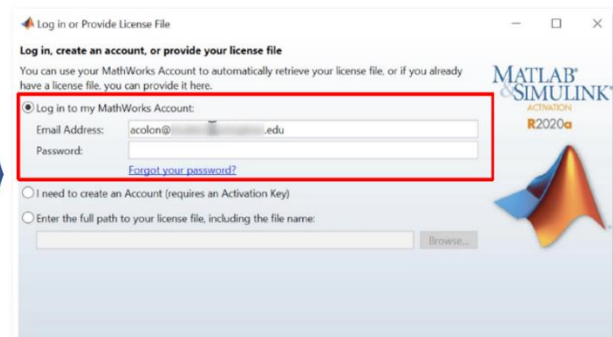 Log in or Provide License File
Log in, create an account, or provide your license file
You can use your MathWorks Account to automatically retrieve your license file, or if you already
have a license file, you can provide it here.
MATLAB®
&SIMULINK®
ACTIVATION
R2020a
Log in to my MathWorks Account:
Email Address: acolon@ .edu
Password:
Forgot your password?
I need to create an Account (requires an Activation Key)
Enter the full path to your license file, including the file name:
Browse...